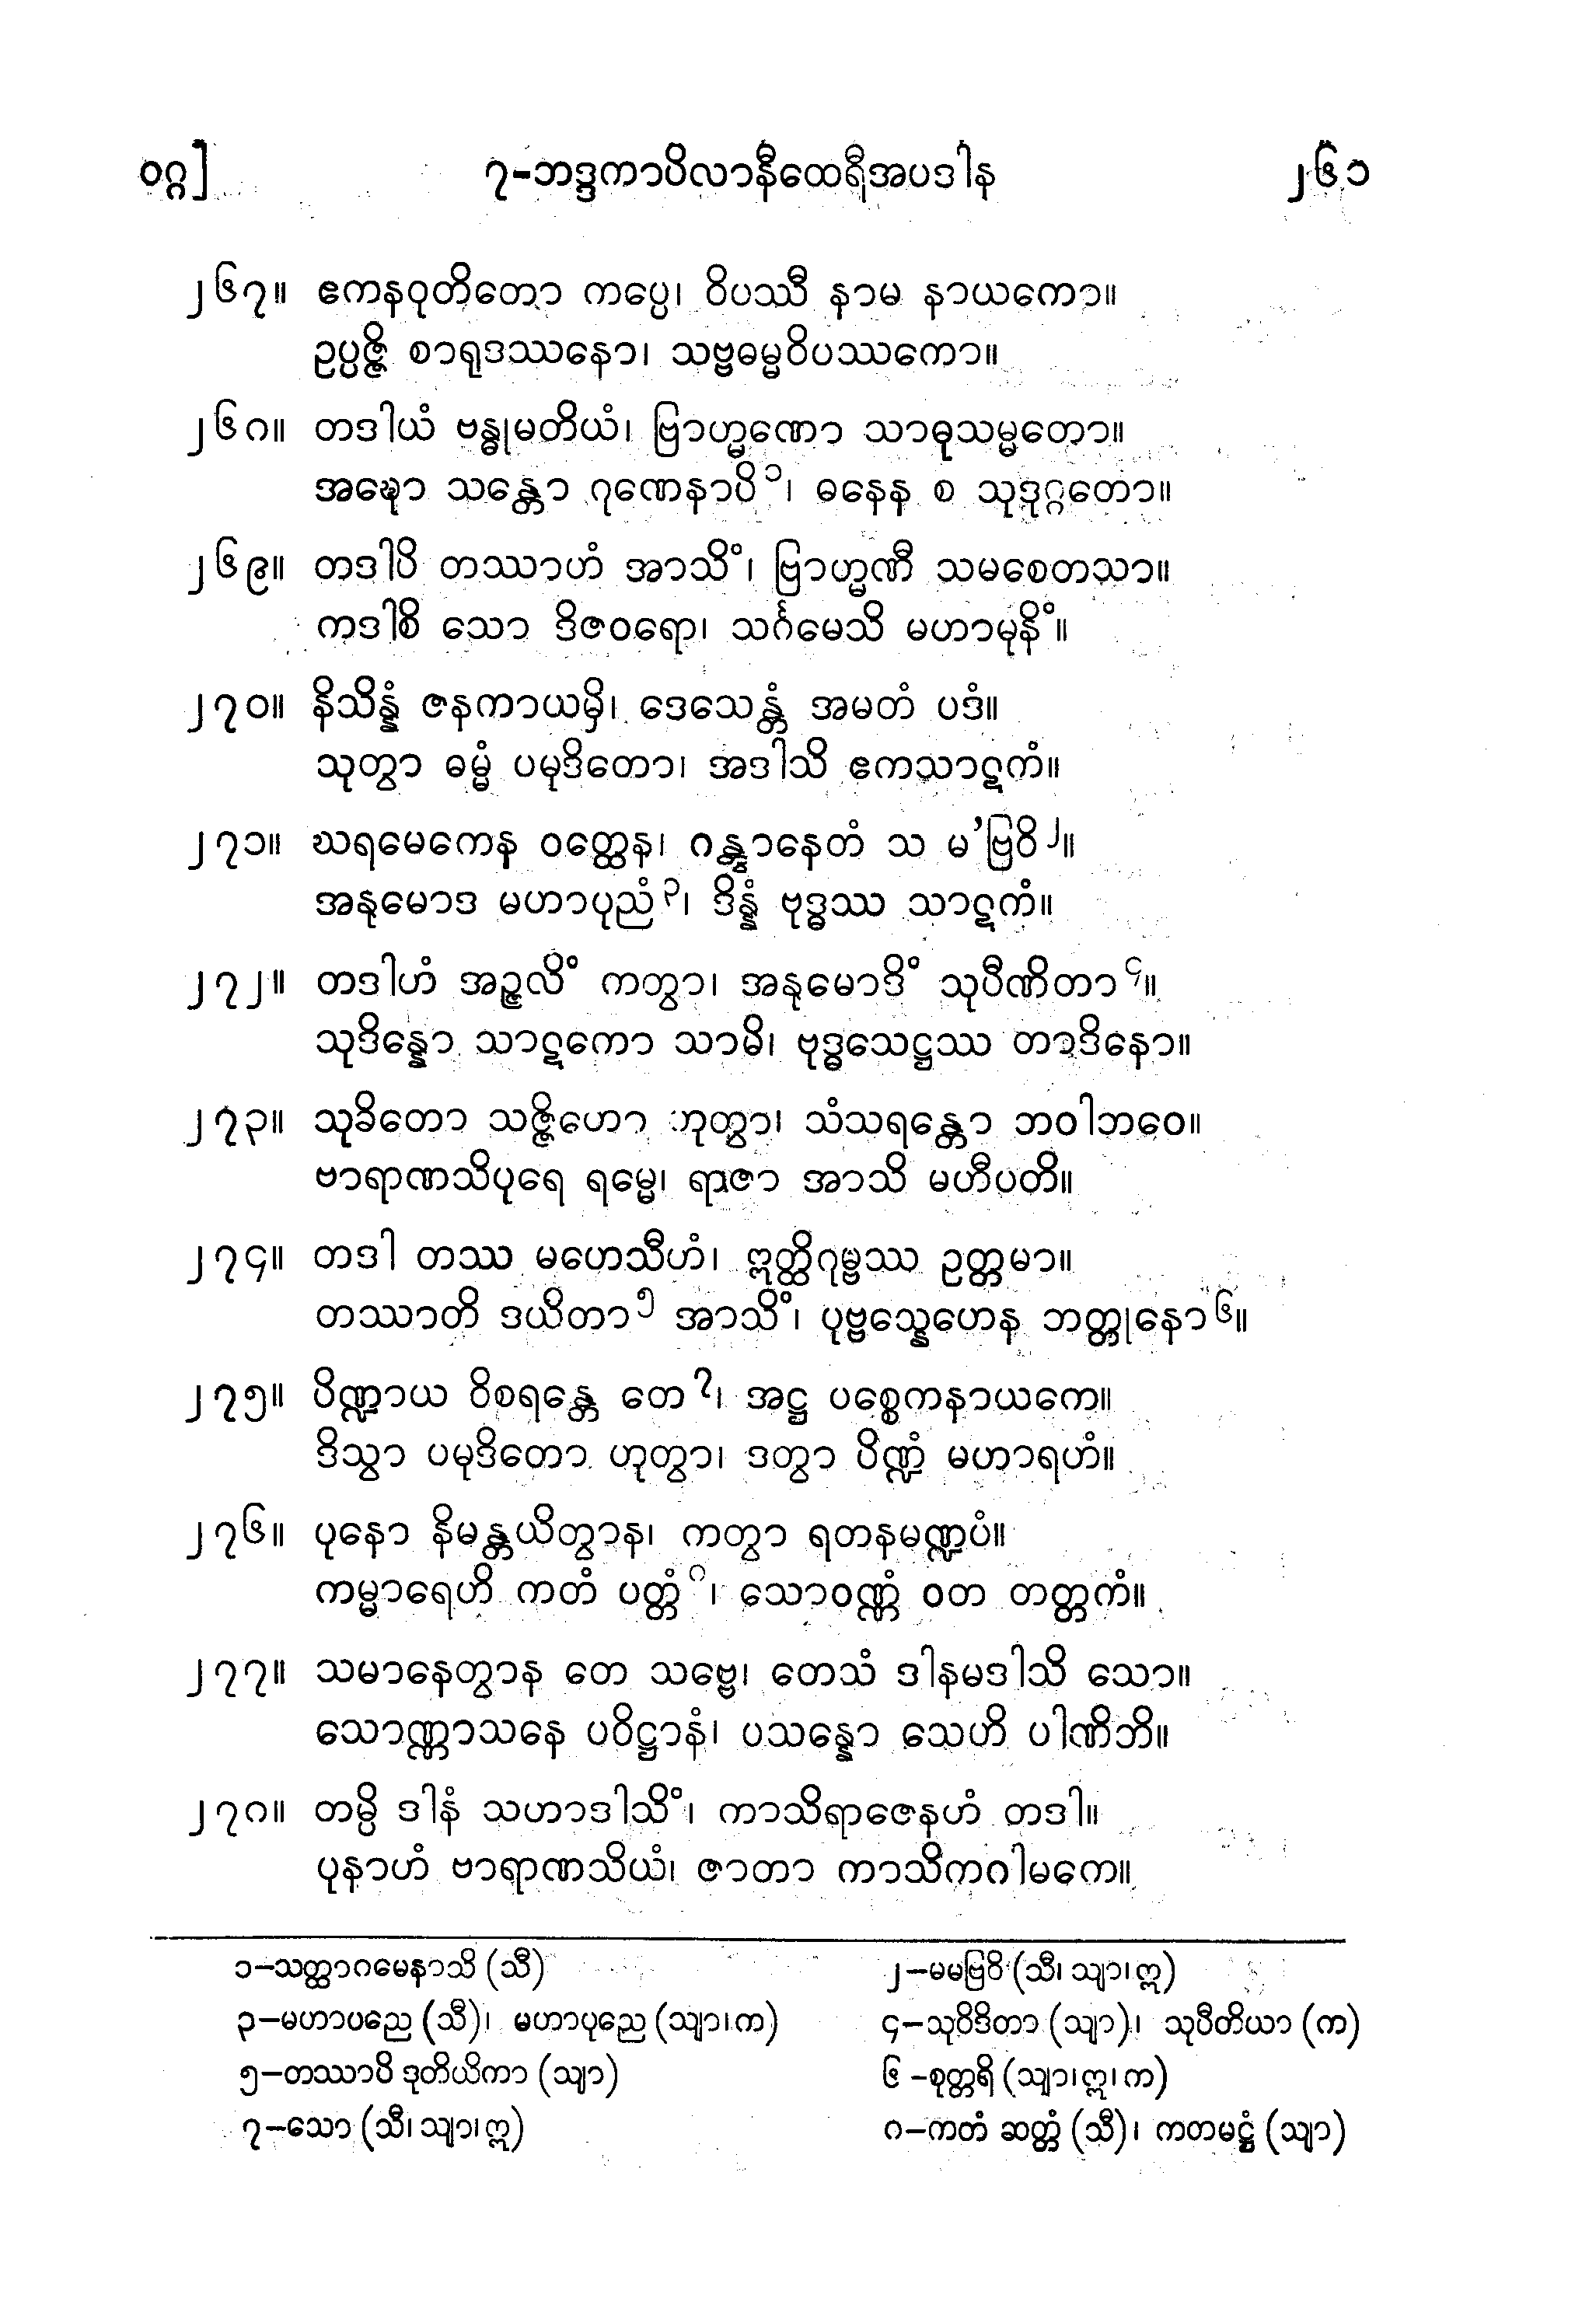 ဝဂ္ဂ] ၇-ဘဒ္ဒကာပိလာနီထေရီအပဒါန ၂၆၁
၂၆၇။ ဧကနဝုတိတော ကပ္ပေ၊ ဝိပဿီ နာမ နာယကော။
ဥပ္ပဇ္ဇိ စာရုဒဿနော၊ သဗ္ဗဓမ္မဝိပဿကော။
၂၆၈။ တဒါယံ ဗန္ဓုမတိယံ၊ ဗြာဟ္မဏော သာဓုသမ္မတော။
အဍ္ဎော သန္တော ဂုဏေနာပိ၁၊ ဓနေန စ သုဒုဂ္ဂတော။
၂၆၉။ တဒါပိ တဿာဟံ အာသိံ၊ ဗြာဟ္မဏီ သမစေတသာ။
ကဒါစိ သော ဒိဇဝရော၊ သင်္ဂမေသိ မဟာမုနိံ။
၂၇၀။ နိသိန္နံ ဇနကာယမှိ၊ ဒေသေန္တံ အမတံ ပဒံ။
သုတွာ ဓမ္မံ ပမုဒိတော၊ အဒါသိ ဧကသာဋကံ။
၂၇၁။ ဃရမေကေန ဝတ္ထေန၊ ဂန္တွာနေတံ သ မ'ဗြဝိ၂။
အနုမောဒ မဟာပုညံ၃၊ ဒိန္နံ ဗုဒ္ဓဿ သာဋကံ။
၂၇၂။ တဒါဟံ အဉ္ဇလိံ ကတွာ၊ အနုမောဒိံ သုပီဏိတာ၄။
သုဒိန္နော သာဋကော သာမိ၊ ဗုဒ္ဓသေဋ္ဌဿ တာဒိနော။
၂၇၃။ သုခိတော သဇ္ဇိဟော ဟုတွာ၊ သံသရန္တော ဘဝါဘဝေ။
ဗာရာဏသိပုရေ ရမ္မေ၊ ရာဇာ အာသိ မဟီပတိ။
၂၇၄။ တဒါ တဿ မဟေသီဟံ၊ ဣတ္ထိဂုမ္ဗဿ ဥတ္တမာ။
တဿာတိ ဒယိတာ၅ အာသိံ၊ ပုဗ္ဗသ္နေဟေန ဘတ္တုနော၆။
၂၇၅။ ပိဏ္ဍာယ ဝိစရန္တေ တေ၇၊ အဋ္ဌ ပစ္စေကနာယကေ။
ဒိသွာ ပမုဒိတော ဟုတွာ၊ ဒတွာ ပိဏ္ဍံ မဟာရဟံ။
၂၇၆။ ပုနော နိမန္တယိတွာန၊ ကတွာ ရတနမဏ္ဍပံ။
ကမ္မာရေဟိ ကတံ ပတ္တံ၈၊ သောဝဏ္ဏံ ဝတ တတ္တကံ။
၂၇၇။ သမာနေတွာန တေ သဗ္ဗေ၊ တေသံ ဒါနမဒါသိ သော။
သောဏ္ဏာသနေ ပဝိဋ္ဌာနံ၊ ပသန္နော သေဟိ ပါဏိဘိ။
၂၇၈။ တမ္ပိ ဒါနံ သဟာဒါသိံ၊ ကာသိရာဇေနဟံ တဒါ။
ပုနာဟံ ဗာရာဏသိယံ၊ ဇာတာ ကာသိကဂါမကေ။
၁–သတ္ထာဂမေနာသိ (သီ) ၂–မမဗြဝိ (သီ၊ သျာ၊ ဣ)
၃–မဟာပညေ (သီ)၊ မဟာပုညေ (သျာ၊ က) ၄–သုဝိဒိတာ (သျာ)၊ သုပီတိယာ (က)
၅–တဿာပိ ဒုတိယိကာ (သျာ) ၆–စုတ္တရိ (သျာ၊ ဣ၊ က)
၇–သော (သီ၊ သျာ၊ ဣ) ၈–ကတံ ဆတ္တံ (သီ)၊ ကတမဋ္ဌံ (သျာ)